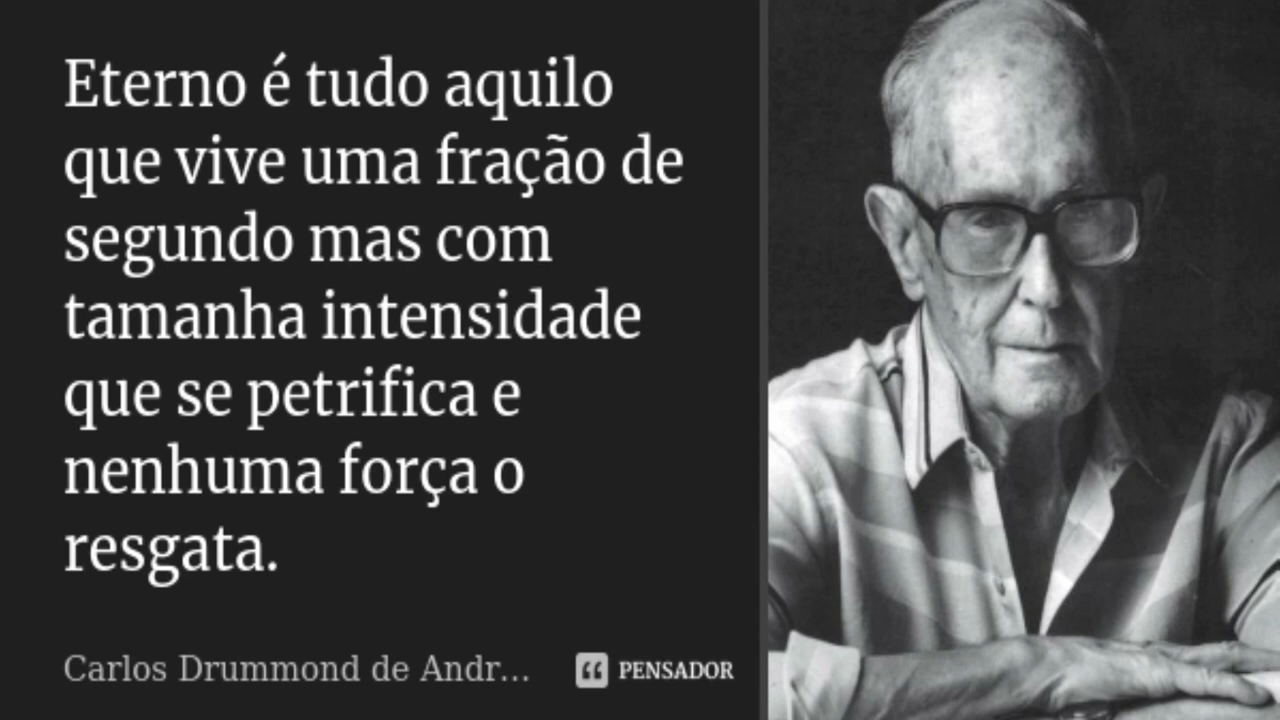 Eterno é tudo aquilo
que vive uma fração de
segundo mas com
tamanha intensidade
que se petrifica e
nenhuma força o
resgata.
Carlos Drummond de Andr...
PENSADOR